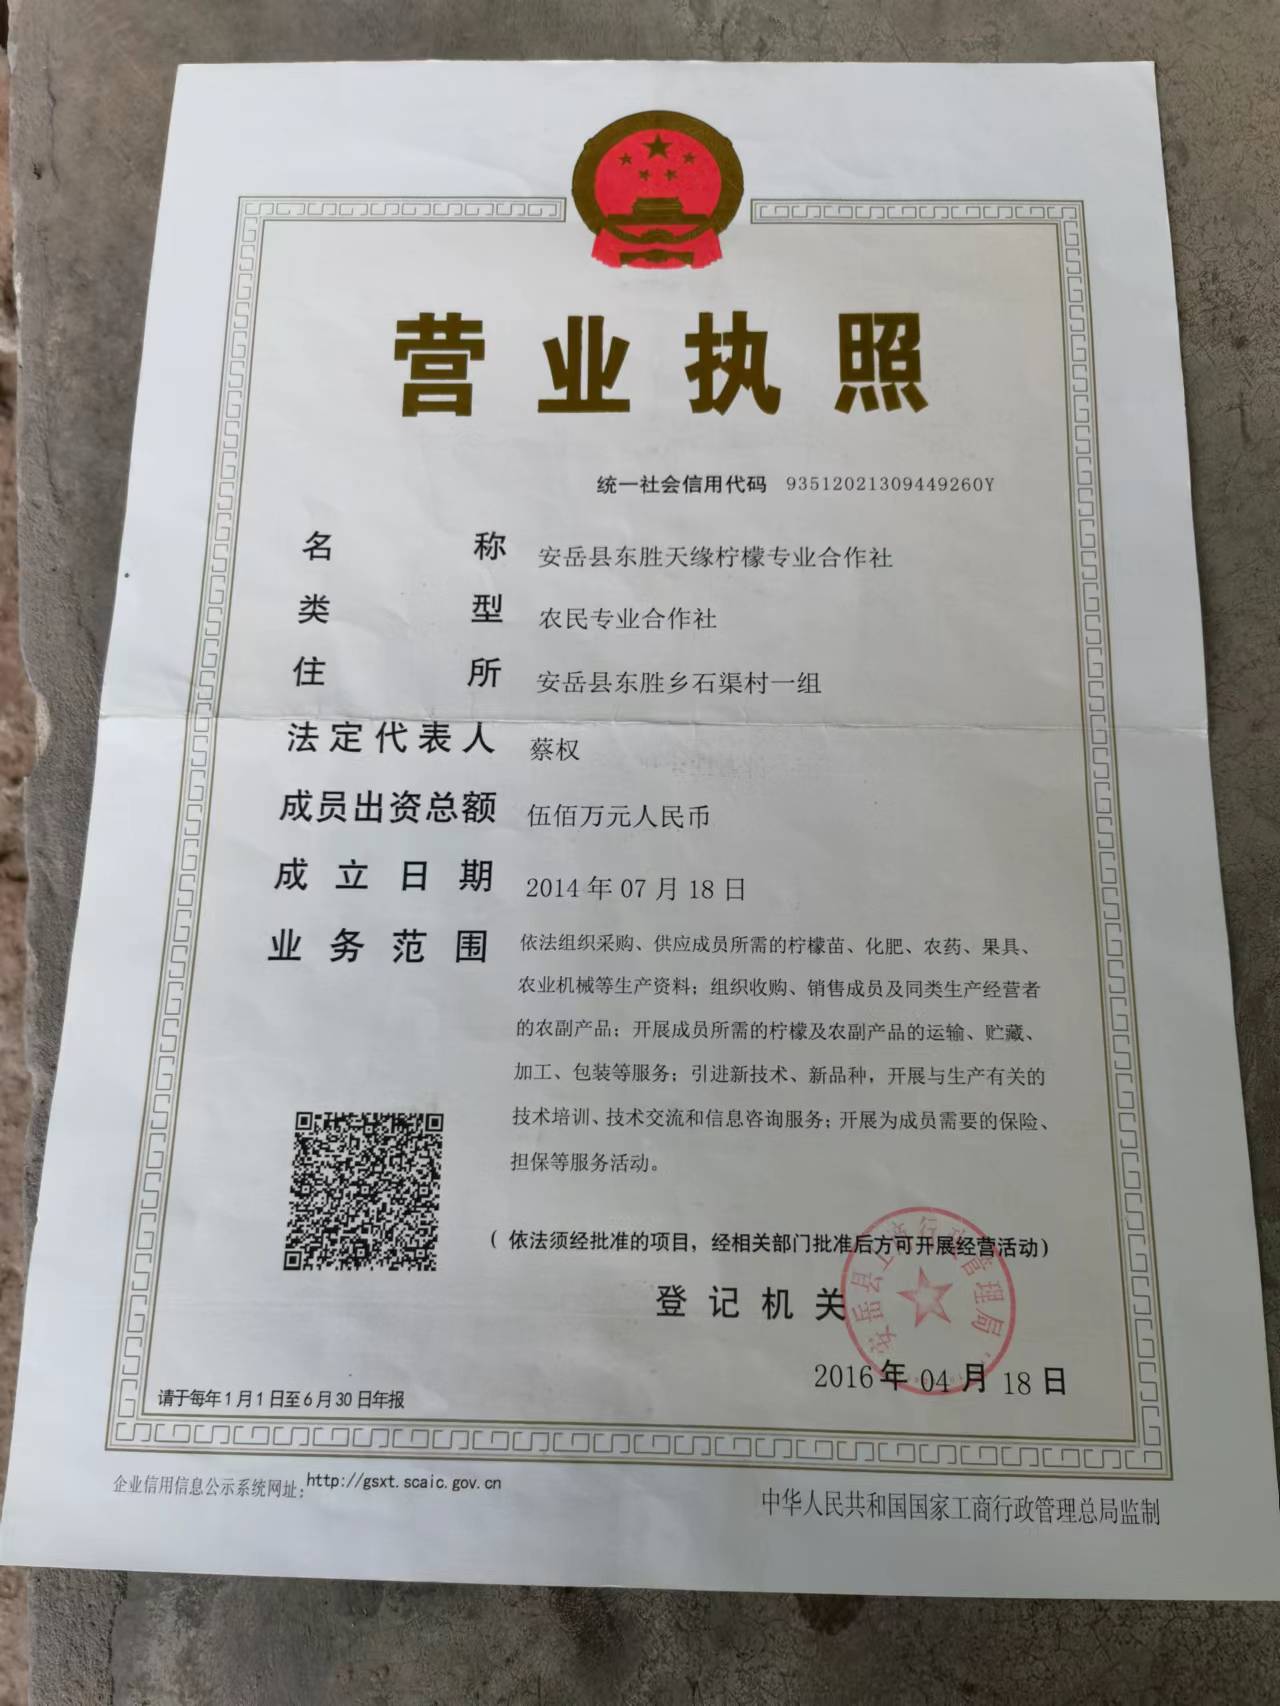 营业执照
统一社会信用代码 93512021309449260Y
名称 安岳县东胜天缘柠檬专业合作社
类型 农民专业合作社
住所 安岳县东胜乡石渠村一组
法定代表人 蔡权
成员出资总额 伍佰万元人民币
成立日期 2014年07月18日
业务范围 依法组织采购、供应成员所需的柠檬苗、化肥、农药、果具、
农业机械等生产资料；组织收购、销售成员及同类生产经营者
的农副产品；开展成员所需的柠檬及农副产品的运输、贮藏、
加工、包装等服务；引进新技术、新品种，开展与生产有关的
技术培训、技术交流和信息咨询服务；开展为成员需要的保险、
担保等服务活动。
（依法须经批准的项目，经相关部门批准后方可开展经营活动）
登记机关
安岳县工商行政管理局
2016年04月18日
请于每年1月1日至6月30日年报
企业信用信息公示系统网址：http://gsxt.scaic.gov.cn
中华人民共和国国家工商行政管理总局监制